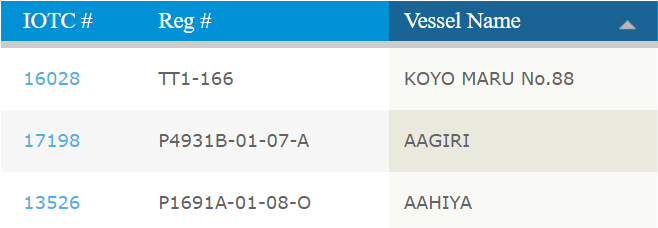 IOTC # Reg # Vessel Name
16028 TT1-166 KOYO MARU No.88
17198 P4931B-01-07-A AAGIRI
13526 P1691A-01-08-O AAHIYA